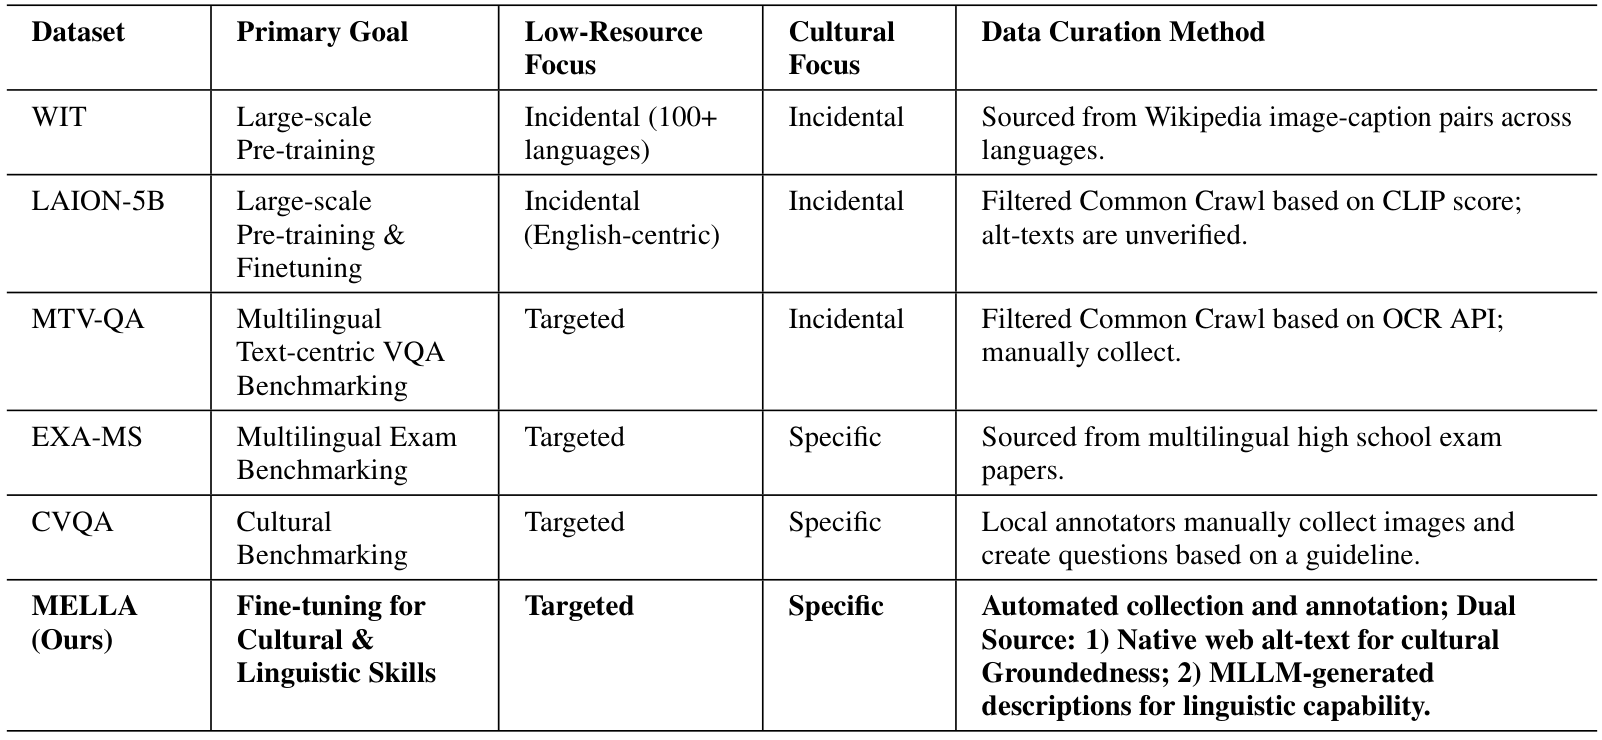 Dataset
Primary Goal
Low-Resource
Focus
Cultural
Focus
Data Curation Method
WIT
Large-scale
Pre-training
Incidental (100+
languages)
Incidental
Sourced from Wikipedia image-caption pairs across
languages.
LAION-5B
Large-scale
Pre-training &
Finetuning
Incidental
(English-centric)
Incidental
Filtered Common Crawl based on CLIP score;
alt-texts are unverified.
MTV-QA
Multilingual
Text-centric VQA
Benchmarking
Targeted
Incidental
Filtered Common Crawl based on OCR API;
manually collect.
EXA-MS
Multilingual Exam
Benchmarking
Targeted
Specific
Sourced from multilingual high school exam
papers.
CVQA
Cultural
Benchmarking
Targeted
Specific
Local annotators manually collect images and
create questions based on a guideline.
MELLA
(Ours)
Fine-tuning for
Cultural &
Linguistic Skills
Targeted
Specific
Automated collection and annotation; Dual
Source: 1) Native web alt-text for cultural
Groundedness; 2) MLLM-generated
descriptions for linguistic capability.